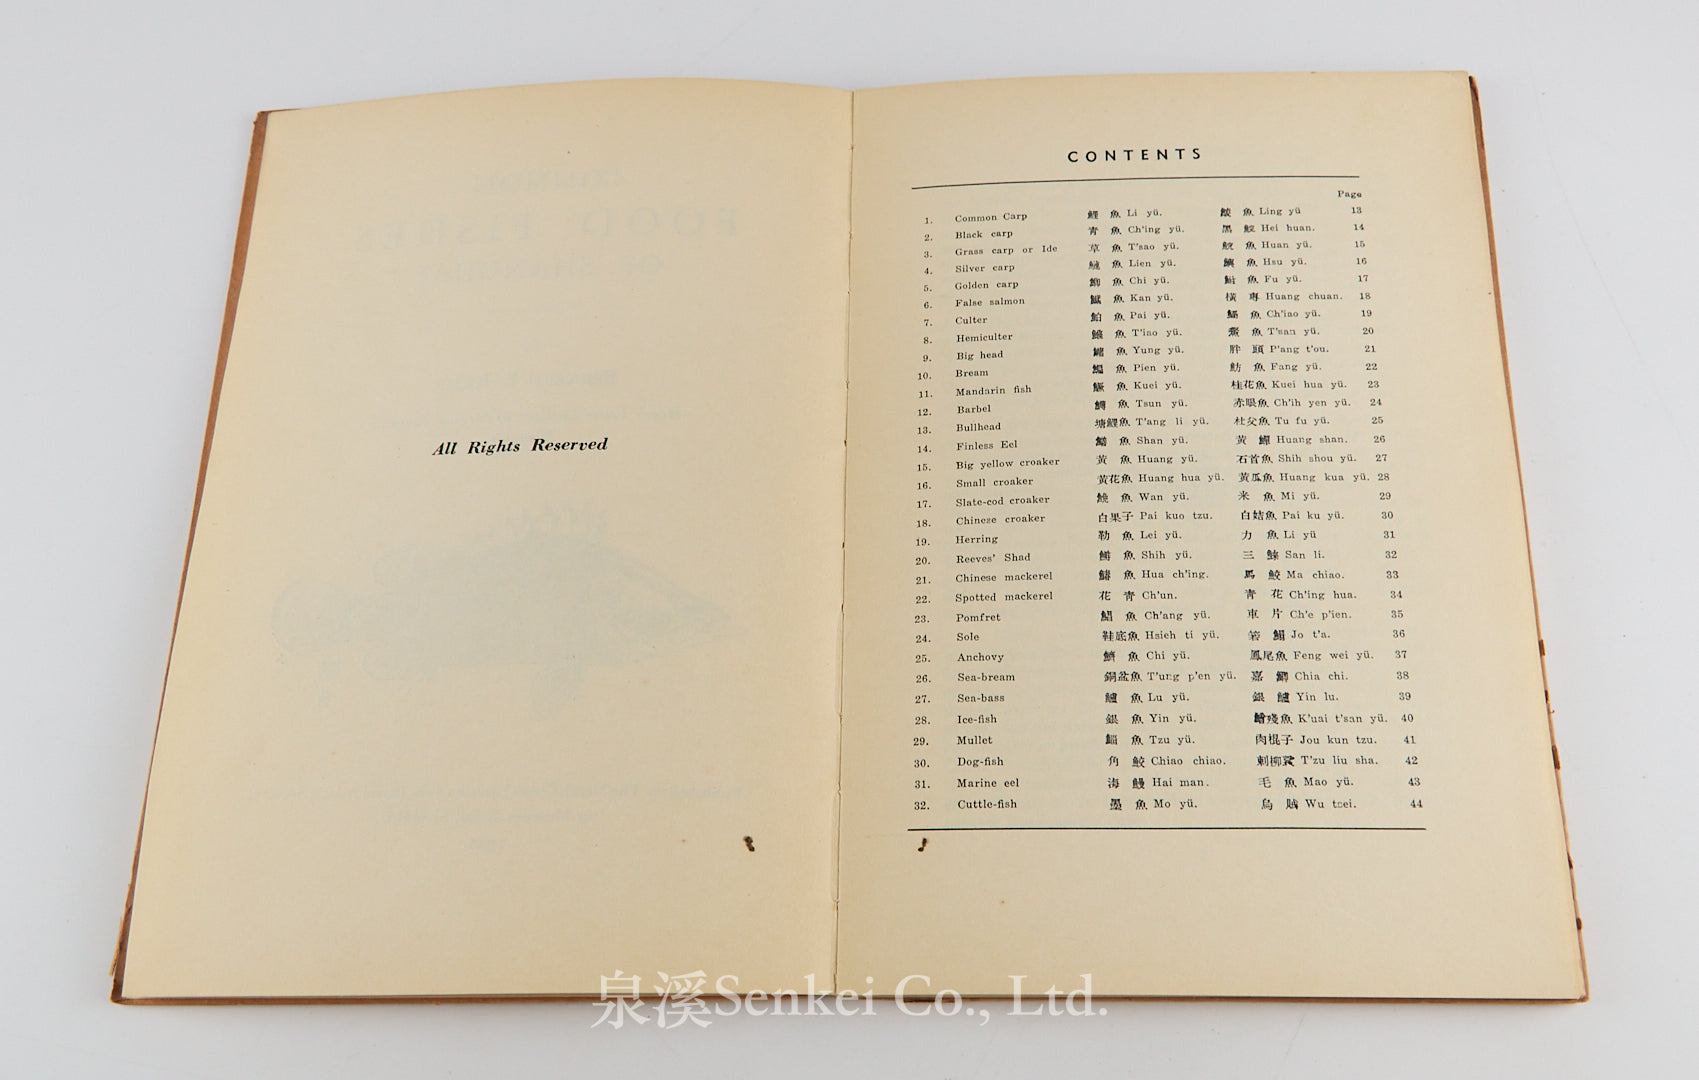 All Rights Reserved
CONTENTS
Page
1. Common Carp 鯉 魚 Li yü. 鯪 魚 Ling yü 13
2. Black carp 青 魚 Ch'ing yü. 黑 鯇 Hei huan. 14
3. Grass carp or Ide 草 魚 T'sao yü. 鯇 魚 Huan yü. 15
4. Silver carp 鰱 魚 Lien yü. 鱮 魚 Hsu yü. 16
5. Golden carp 鯽 魚 Chi yü. 鮒 魚 Fu yü. 17
6. False salmon 魚 Kan yü. 橫 Huang chuan. 18
7. Culter 鮊 魚 Pai yü. 魚 Ch'iao yü. 19
8. Hemiculter 魚 T'iao yü. 魚 T'san yü. 20
9. Big head 鱅 魚 Yung yü. 胖 頭 P'ang t'ou. 21
10. Bream 鯿 魚 Pien yü. 魴 魚 Fang yü. 22
11. Mandarin fish 鱖 魚 Kuei yü. 桂花魚 Kuei hua yü. 23
12. Barbel 鱒 魚 Tsun yü. 赤眼魚 Ch'ih yen yü. 24
13. Bullhead 塘鯉魚 T'ang li yü. 杜父魚 Tu fu yü. 25
14. Finless Eel 鱔 魚 Shan yü. 黃 鱓 Huang shan. 26
15. Big yellow croaker 黃 魚 Huang yü. 石首魚 Shih shou yü. 27
16. Small croaker 黃花魚 Huang hua yü. 黃瓜魚 Huang kua yü. 28
17. Slate-cod croaker 鮸 魚 Wan yü. 米 魚 Mi yü. 29
18. Chinese croaker 白果子 Pai kuo tzu. 白姑魚 Pai ku yü. 30
19. Herring 勒 魚 Lei yü. 力 魚 Li yü 31
20. Reeves' Shad 鰣 魚 Shih yü. 三 鯠 San li. 32
21. Chinese mackerel 魚 Hua ch'ing. 馬 鮫 Ma chiao. 33
22. Spotted mackerel 花 青 Ch'un. 青 花 Ch'ing hua. 34
23. Pomfret 鯧 魚 Ch'ang yü. 車 片 Ch'e p'ien. 35
24. Sole 鞋底魚 Hsieh ti yü. 箬 鰨 Jo t'a. 36
25. Anchovy 鱭 魚 Chi yü. 鳳尾魚 Feng wei yü. 37
26. Sea-bream 銅盆魚 T'ung p'en yü. 嘉 鯽 Chia chi. 38
27. Sea-bass 鱸 魚 Lu yü. 銀 鱸 Yin lu. 39
28. Ice-fish 銀 魚 Yin yü. 鱠殘魚 K'uai t'san yü. 40
29. Mullet 鯔 魚 Tzu yü. 肉棍子 Jou kun tzu. 41
30. Dog-fish 角 鮫 Chiao chiao. 刺柳鯊 T'zu liu sha. 42
31. Marine eel 海 鰻 Hai man. 毛 魚 Mao yü. 43
32. Cuttle-fish 墨 魚 Mo yü. 烏 賊 Wu tsei. 44
泉溪Senkei Co., Ltd.